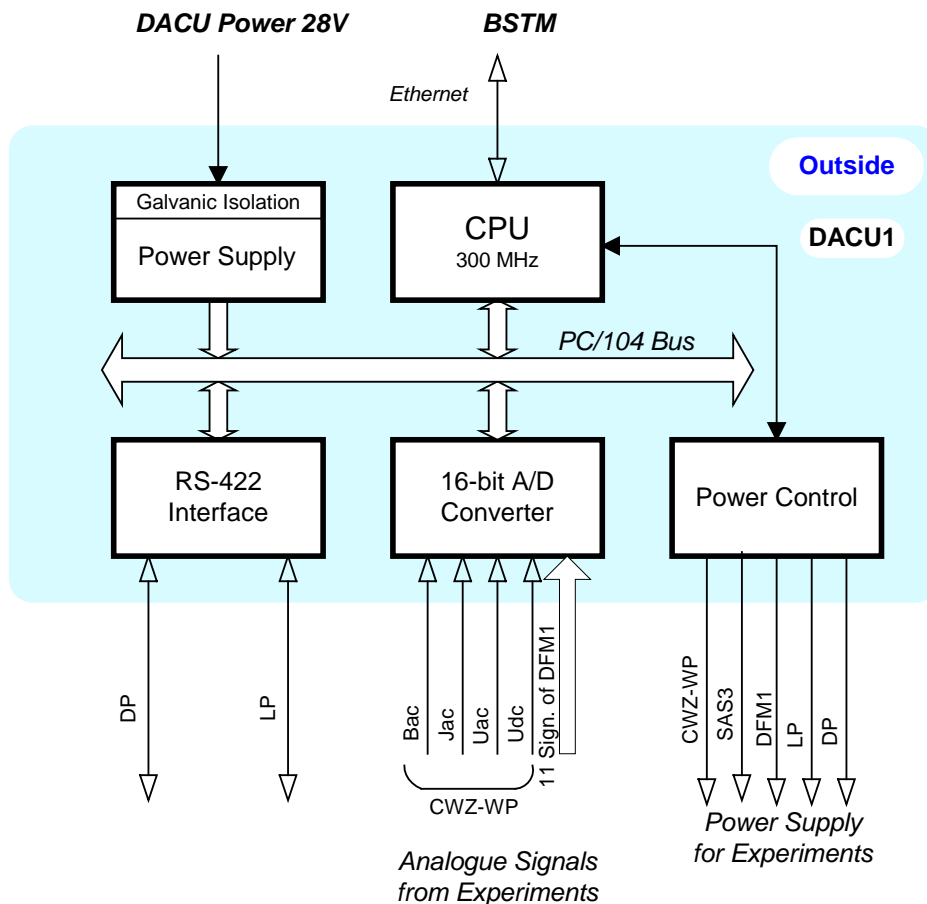 DACU Power 28V
BSTM
Ethernet
Outside
DACU1
Galvanic Isolation
Power Supply
CPU
300 MHz
PC/104 Bus
RS-422
Interface
16-bit A/D
Converter
Power Control
DP
LP
Bac
Jac
Uac
Udc
11 Sign. of DFM1
CWZ-WP
SAS3
DFM1
LP
DP
CWZ-WP
Power Supply
for Experiments
Analogue Signals
from Experiments